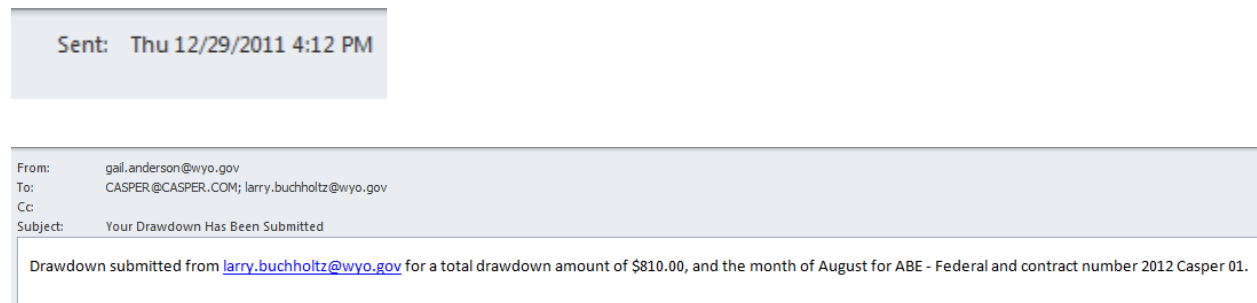 Sent: Thu 12/29/2011 4:12 PM
From: gail.anderson@wyo.gov
To: CASPER@CASPER.COM; larry.buchholtz@wyo.gov
Cc:
Subject: Your Drawdown Has Been Submitted
Drawdown submitted from larry.buchholtz@wyo.gov for a total drawdown amount of $810.00, and the month of August for ABE - Federal and contract number 2012 Casper 01.